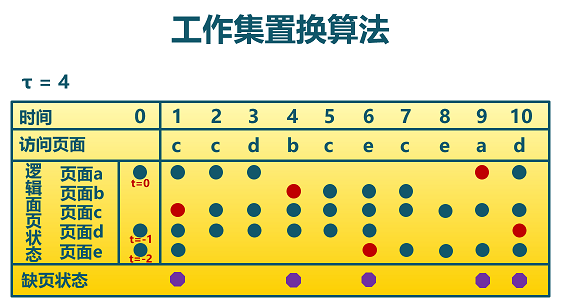 工作集置换算法
τ = 4
时间 0 1 2 3 4 5 6 7 8 9 10
访问页面 c c d b c e c e a d
逻辑页面状态
页面a t=0
页面b
页面c
页面d t=-1
页面e t=-2
缺页状态